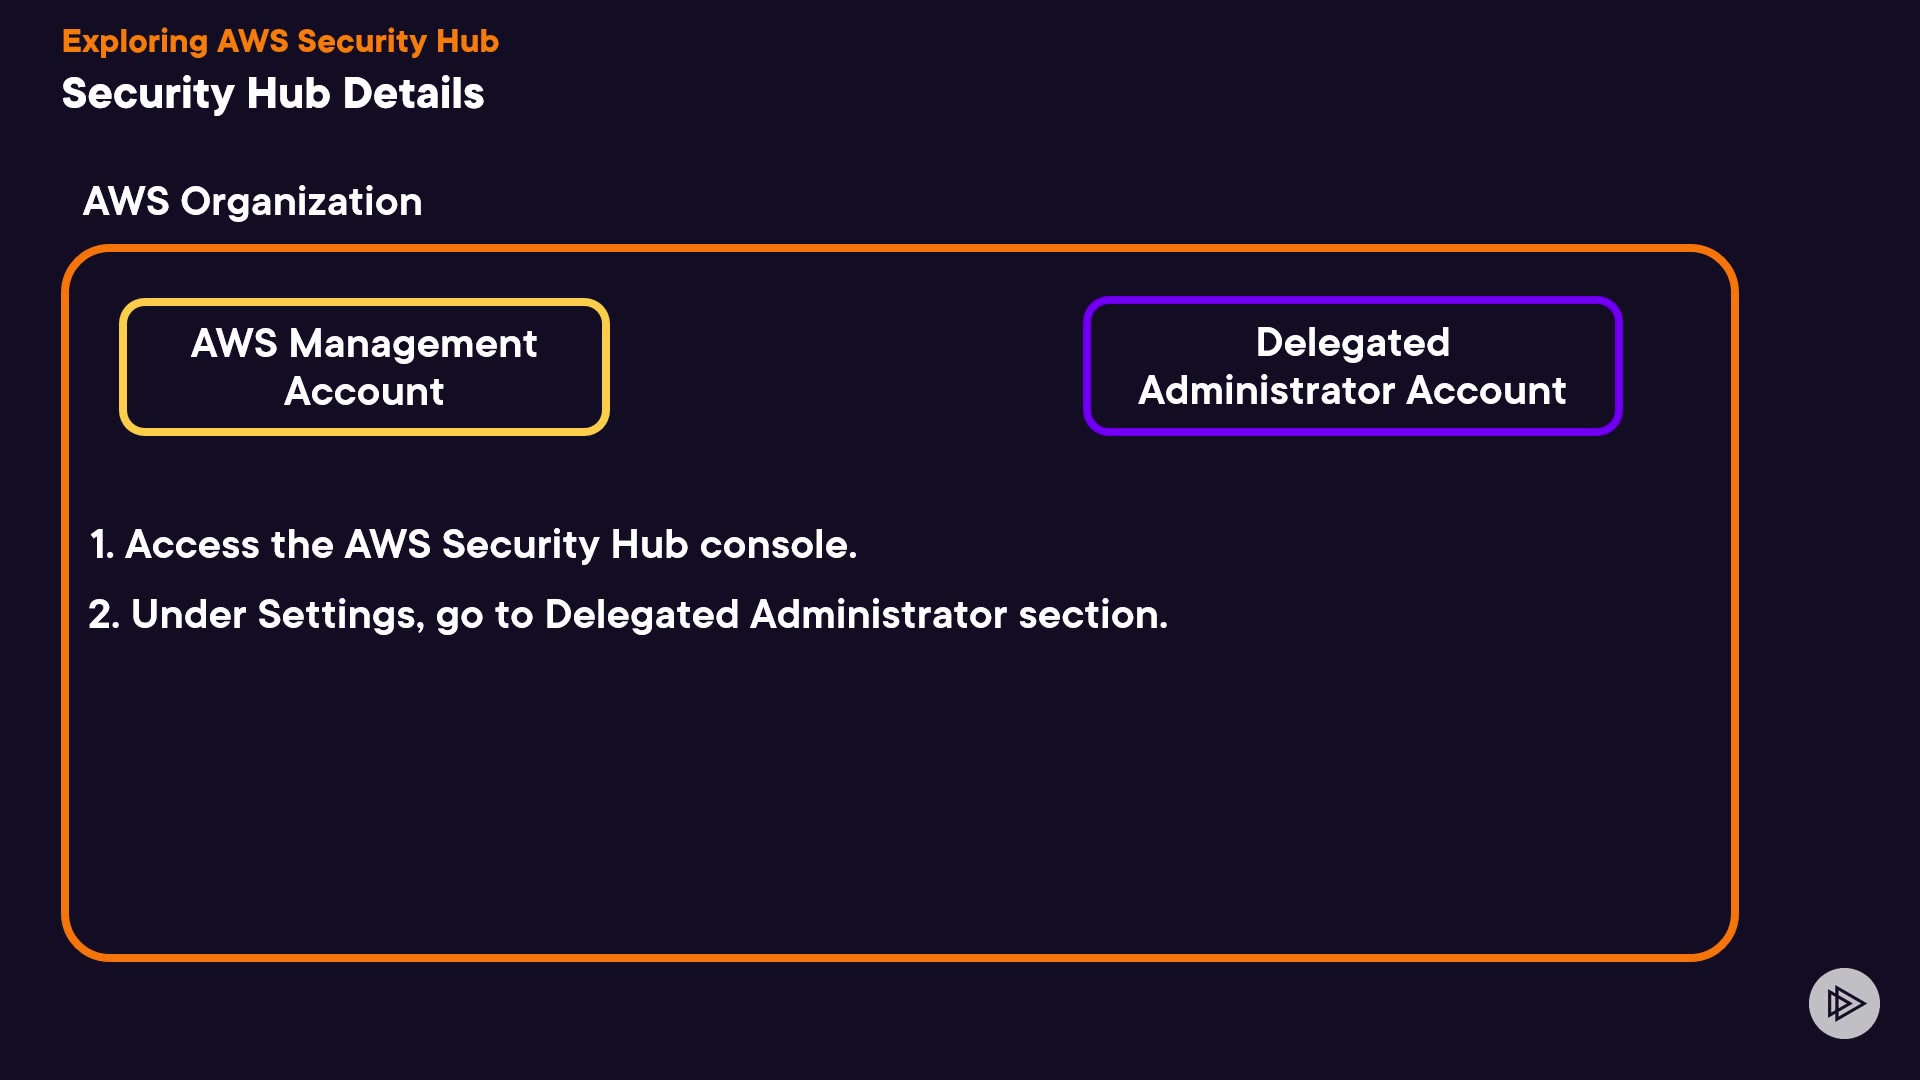 Exploring AWS Security Hub
Security Hub Details
AWS Organization
AWS Management
Account
Delegated
Administrator Account
1. Access the AWS Security Hub console.
2. Under Settings, go to Delegated Administrator section.